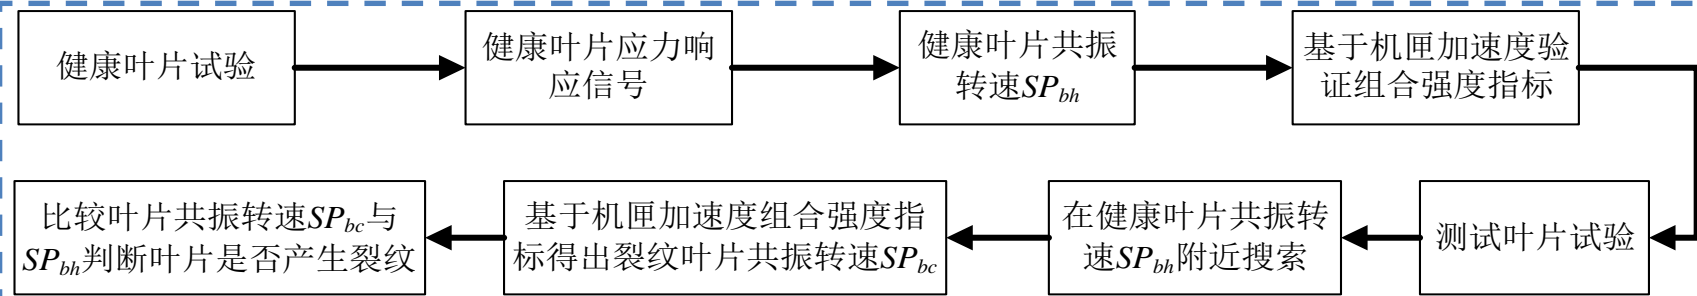 健康叶片试验
健康叶片应力响
应信号
健康叶片共振
转速SP_bh
基于机匣加速度验
证组合强度指标
测试叶片试验
在健康叶片共振转
速SP_bh附近搜索
基于机匣加速度组合强度指
标得出裂纹叶片共振转速SP_bc
比较叶片共振转速SP_bc与
SP_bh判断叶片是否产生裂纹